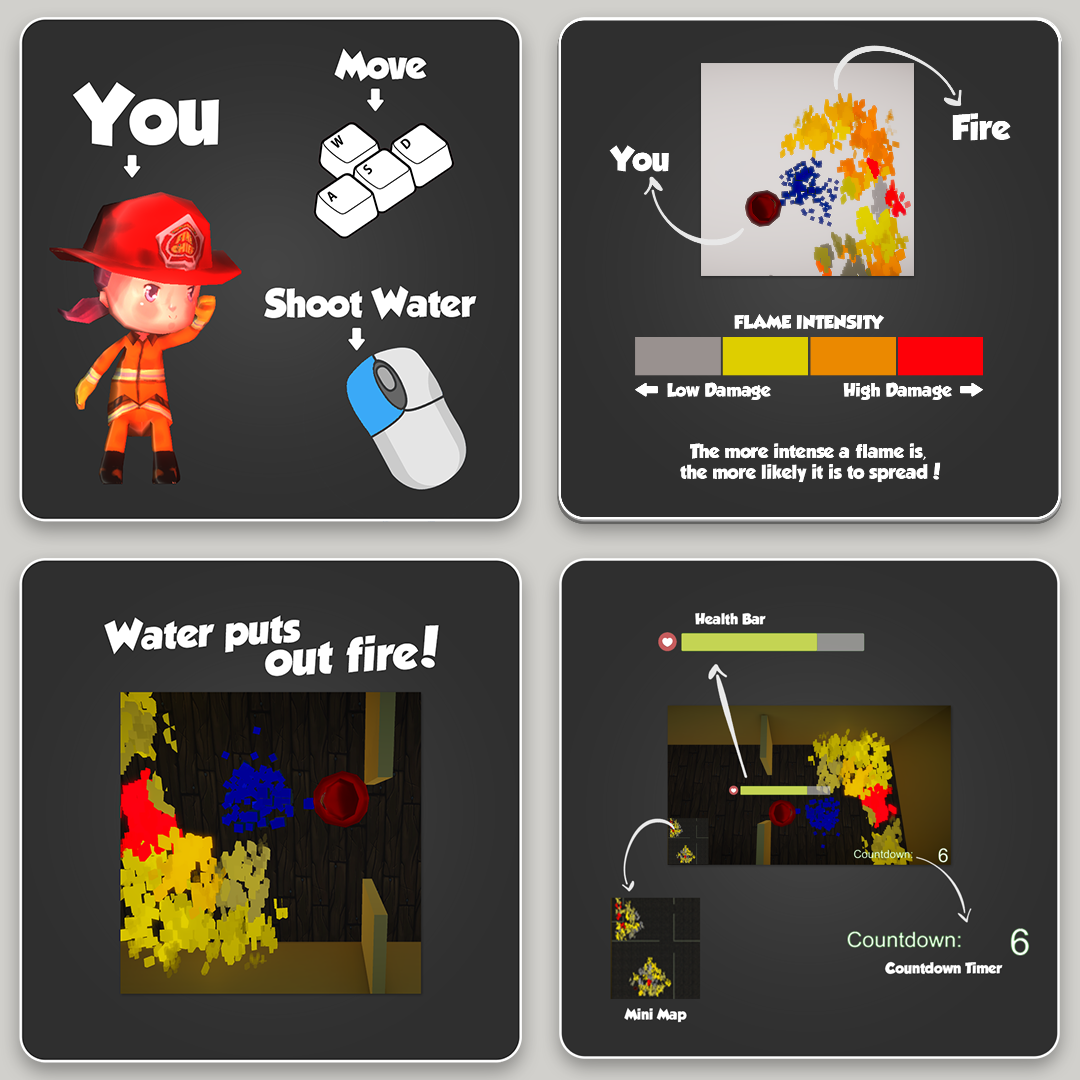 You
Move
W
D
S
A
Shoot Water
Fire
You
FLAME INTENSITY
Low Damage
High Damage
The more intense a flame is,
the more likely it is to spread!
Water puts
out fire!
Health Bar
Countdown: 6
Countdown: 6
Countdown Timer
Mini Map